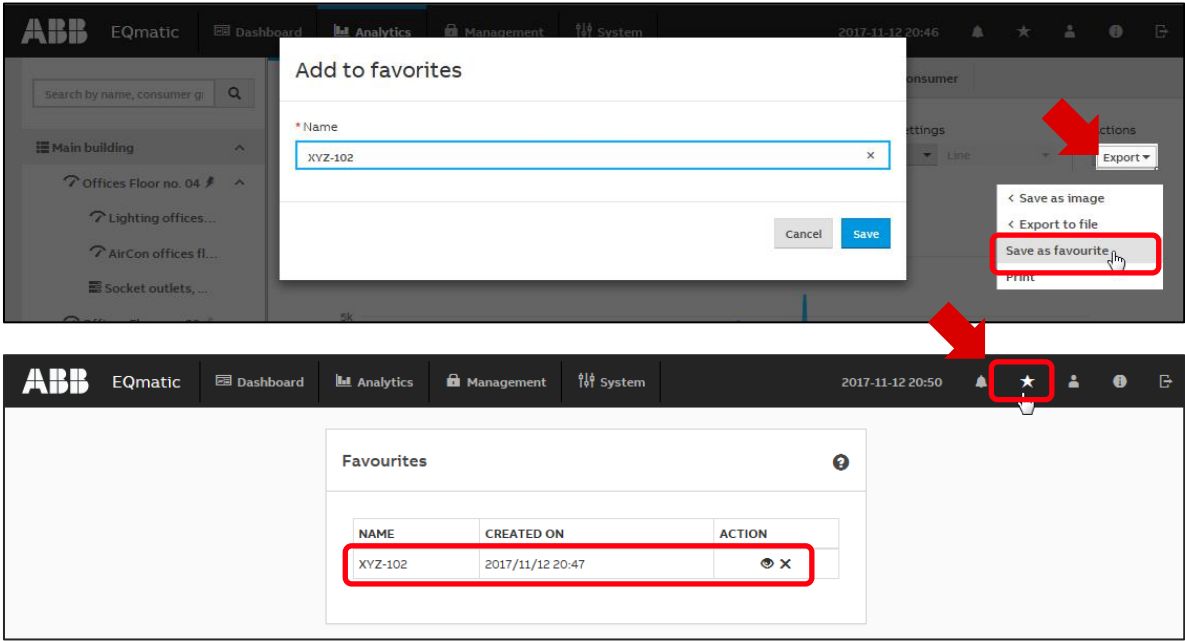 ABB EQmatic Dashboard Analytics Management System 2017-11-12 20:46
Add to favorites
onsumer
Search by name, consumer g
*Name
ettings
ctions
Main building
XYZ-102 ×
Line
Export
Offices Floor no. 04
< Save as image
Lighting offices...
< Export to file
Cancel Save
AirCon offices fl...
Save as favourite
Socket outlets, ...
Print
5k
ABB EQmatic Dashboard Analytics Management System 2017-11-12 20:50
Favourites
NAME CREATED ON ACTION
XYZ-102 2017/11/12 20:47